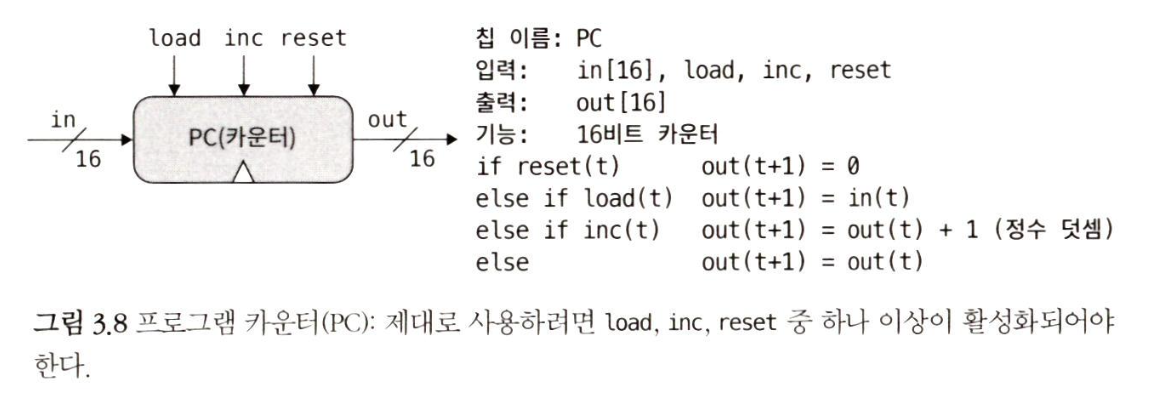 load inc reset
in
16
PC(카운터)
out
16
칩 이름: PC
입력: in[16], load, inc, reset
출력: out[16]
기능: 16비트 카운터
if reset(t) out(t+1) = 0
else if load(t) out(t+1) = in(t)
else if inc(t) out(t+1) = out(t) + 1 (정수 덧셈)
else out(t+1) = out(t)
그림 3.8 프로그램 카운터(PC): 제대로 사용하려면 load, inc, reset 중 하나 이상이 활성화되어야
한다.